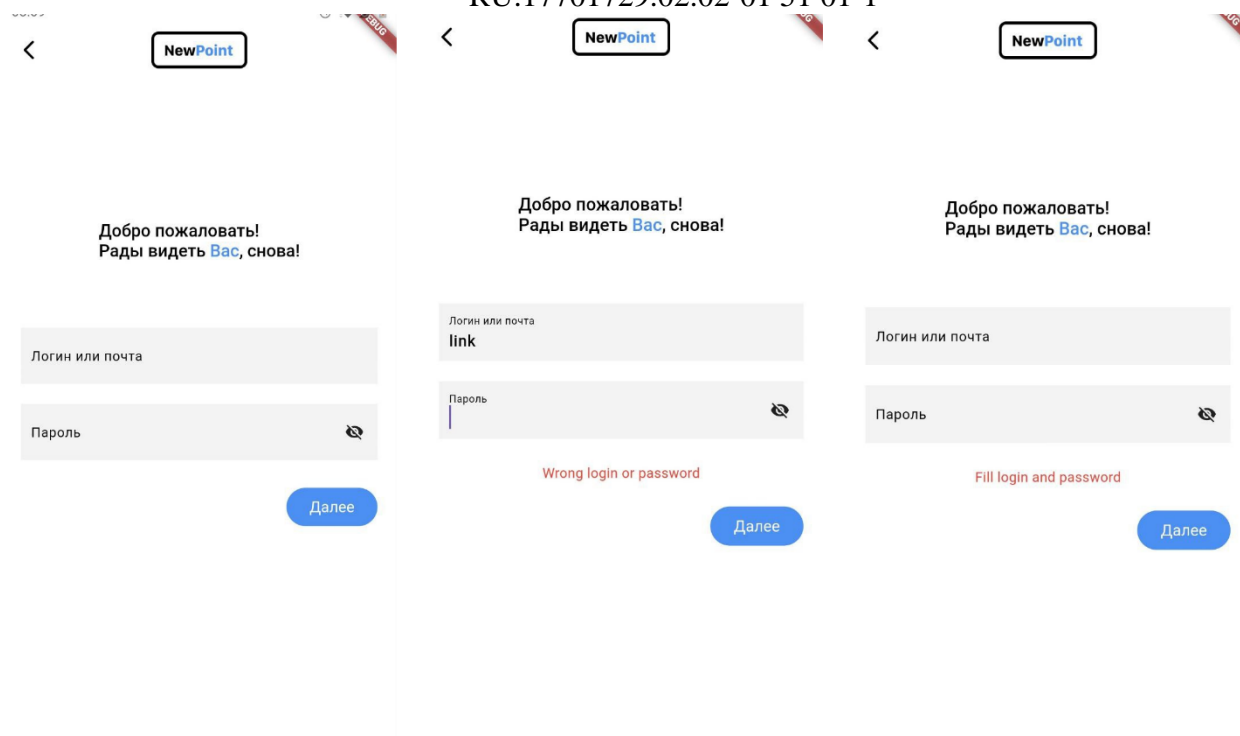 NewPoint
Добро пожаловать!
Рады видеть Вас, снова!
Логин или почта
Пароль
Далее
NewPoint
Добро пожаловать!
Рады видеть Вас, снова!
Логин или почта
link
Пароль
Wrong login or password
Далее
NewPoint
Добро пожаловать!
Рады видеть Вас, снова!
Логин или почта
Пароль
Fill login and password
Далее